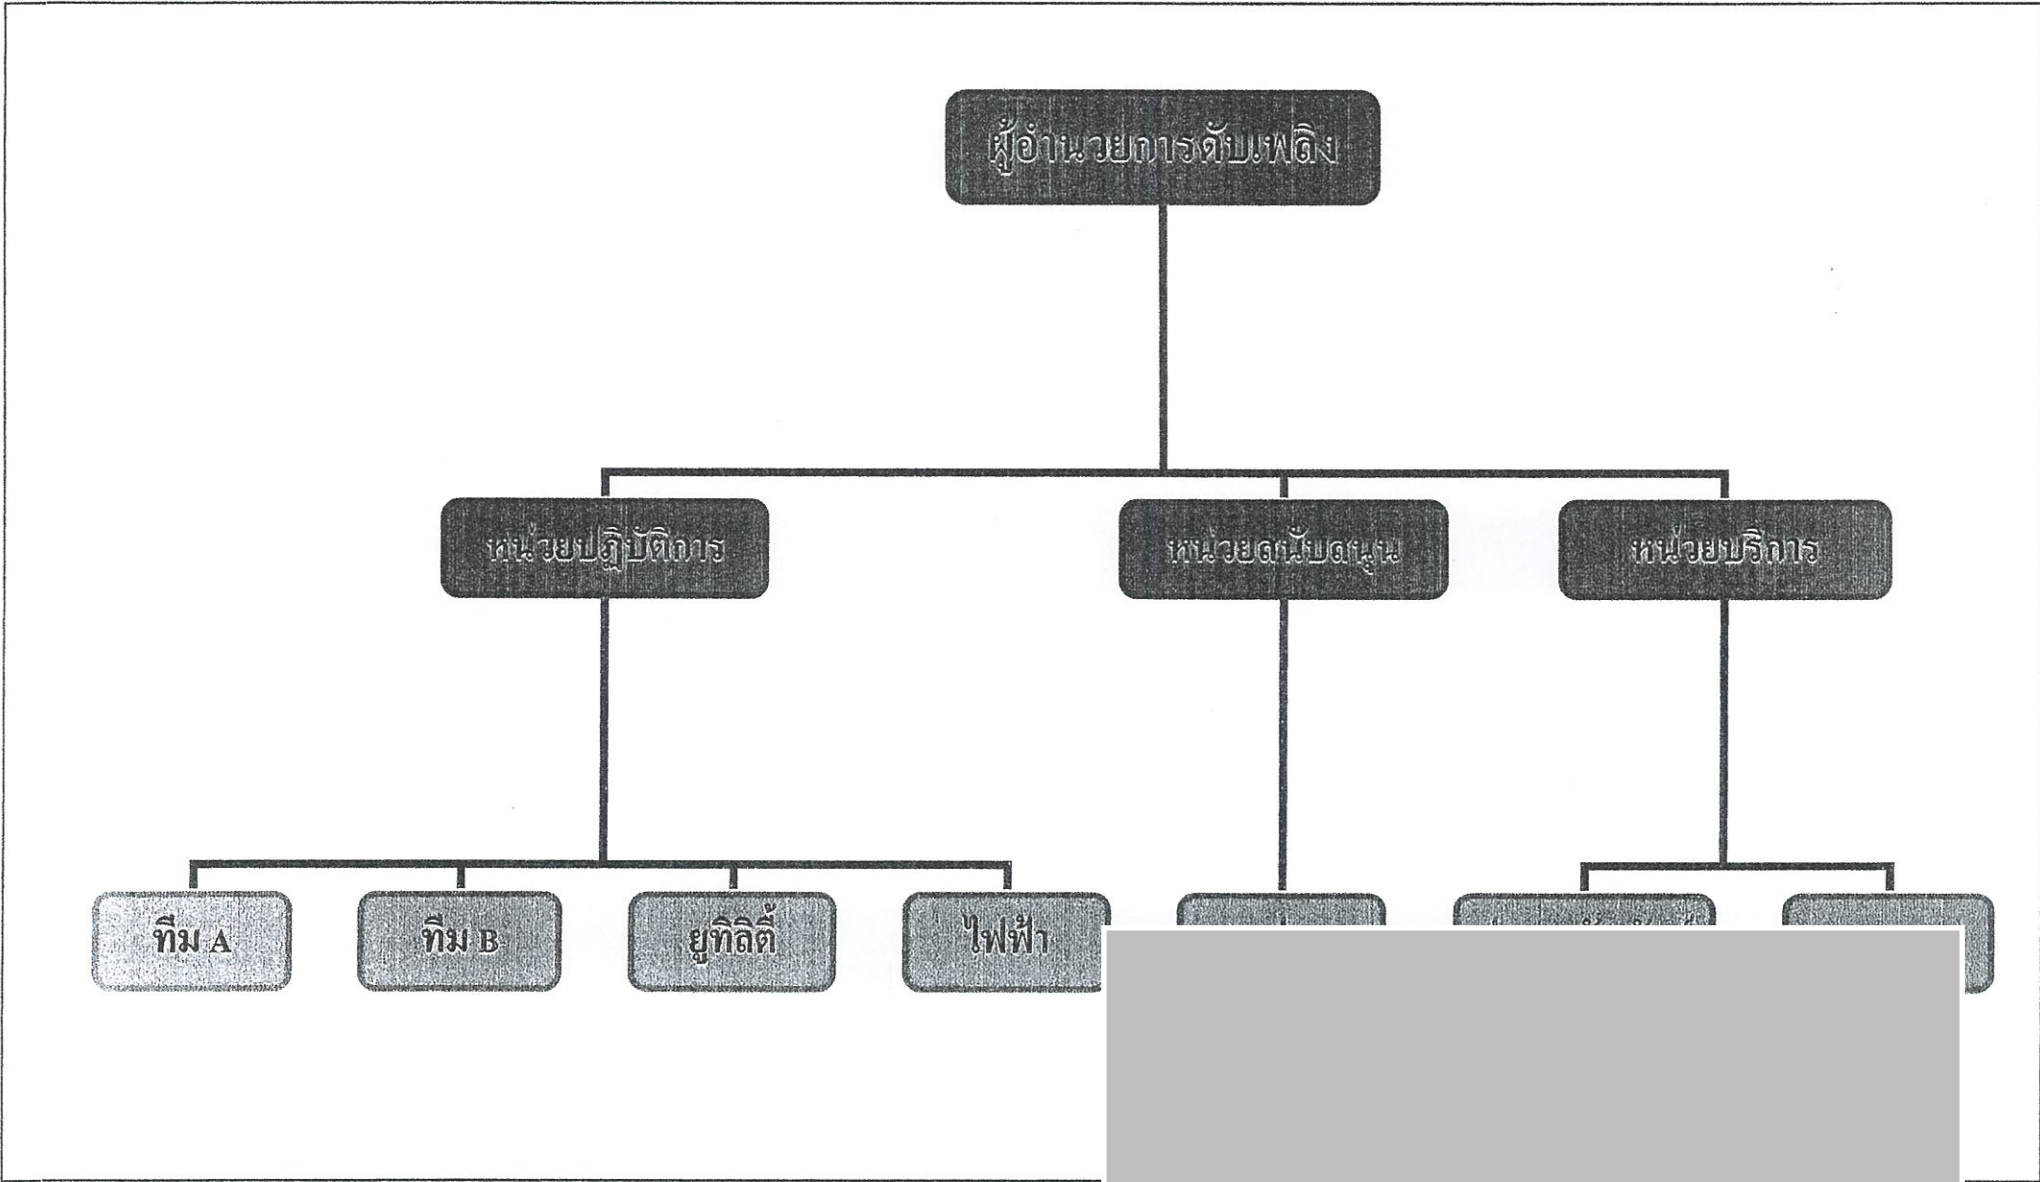 ผู้อำนวยการดับเพลิง
หน่วยปฏิบัติการ
หน่วยสนับสนุน
หน่วยบริการ
ทีม A
ทีม B
ยูทิลิตี้
ไฟฟ้า